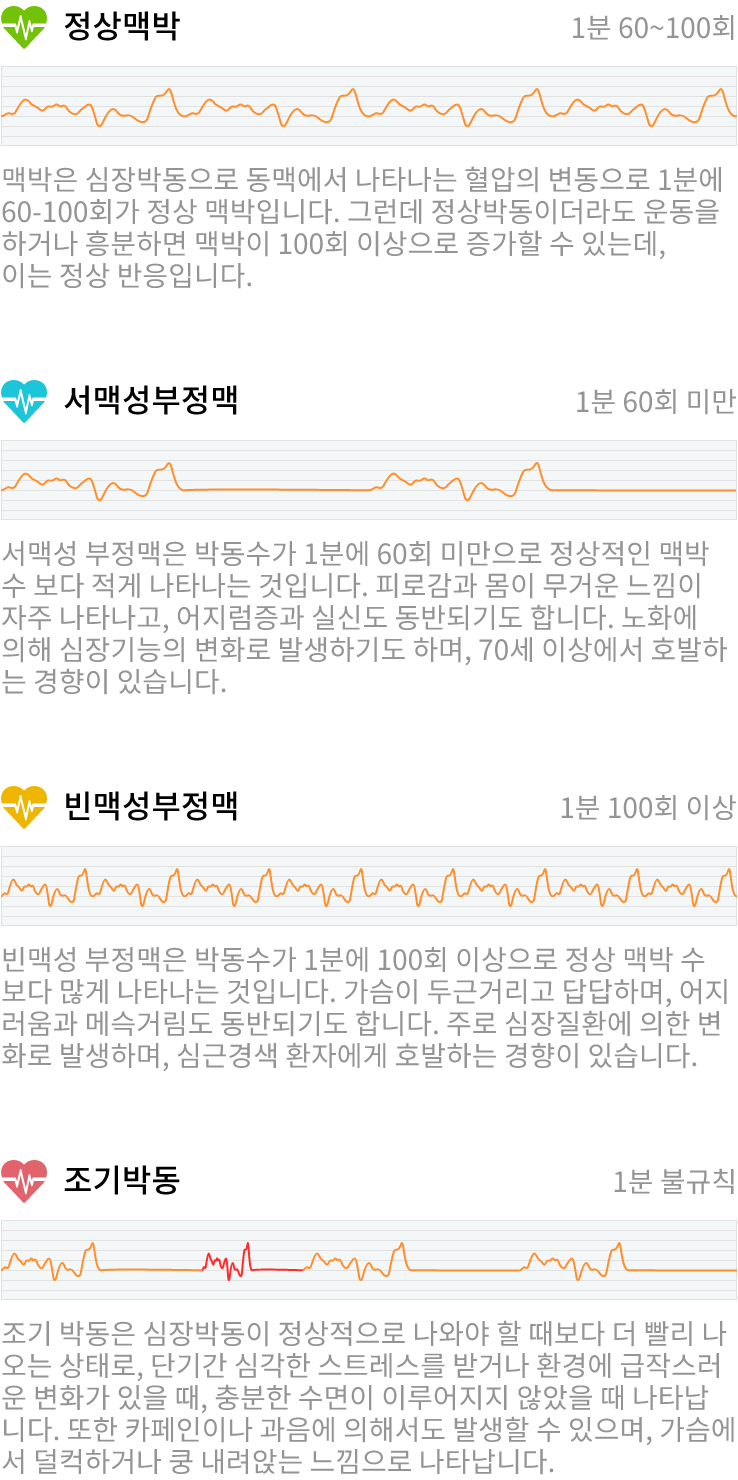 정상맥박
1분 60~100회
맥박은 심장박동으로 동맥에서 나타나는 혈압의 변동으로 1분에
60-100회가 정상 맥박입니다. 그런데 정상박동이더라도 운동을
하거나 흥분하면 맥박이 100회 이상으로 증가할 수 있는데,
이는 정상 반응입니다.
서맥성부정맥
1분 60회 미만
서맥성 부정맥은 박동수가 1분에 60회 미만으로 정상적인 맥박
수 보다 적게 나타나는 것입니다. 피로감과 몸이 무거운 느낌이
자주 나타나고, 어지럼증과 실신도 동반되기도 합니다. 노화에
의해 심장기능의 변화로 발생하기도 하며, 70세 이상에서 호발하
는 경향이 있습니다.
빈맥성부정맥
1분 100회 이상
빈맥성 부정맥은 박동수가 1분에 100회 이상으로 정상 맥박 수
보다 많게 나타나는 것입니다. 가슴이 두근거리고 답답하며, 어지
러움과 메슥거림도 동반되기도 합니다. 주로 심장질환에 의한 변
화로 발생하며, 심근경색 환자에게 호발하는 경향이 있습니다.
조기박동
1분 불규칙
조기 박동은 심장박동이 정상적으로 나와야 할 때보다 더 빨리 나
오는 상태로, 단기간 심각한 스트레스를 받거나 환경에 급작스러
운 변화가 있을 때, 충분한 수면이 이루어지지 않았을 때 나타납
니다. 또한 카페인이나 과음에 의해서도 발생할 수 있으며, 가슴에
서 덜컥하거나 쿵 내려앉는 느낌으로 나타납니다.